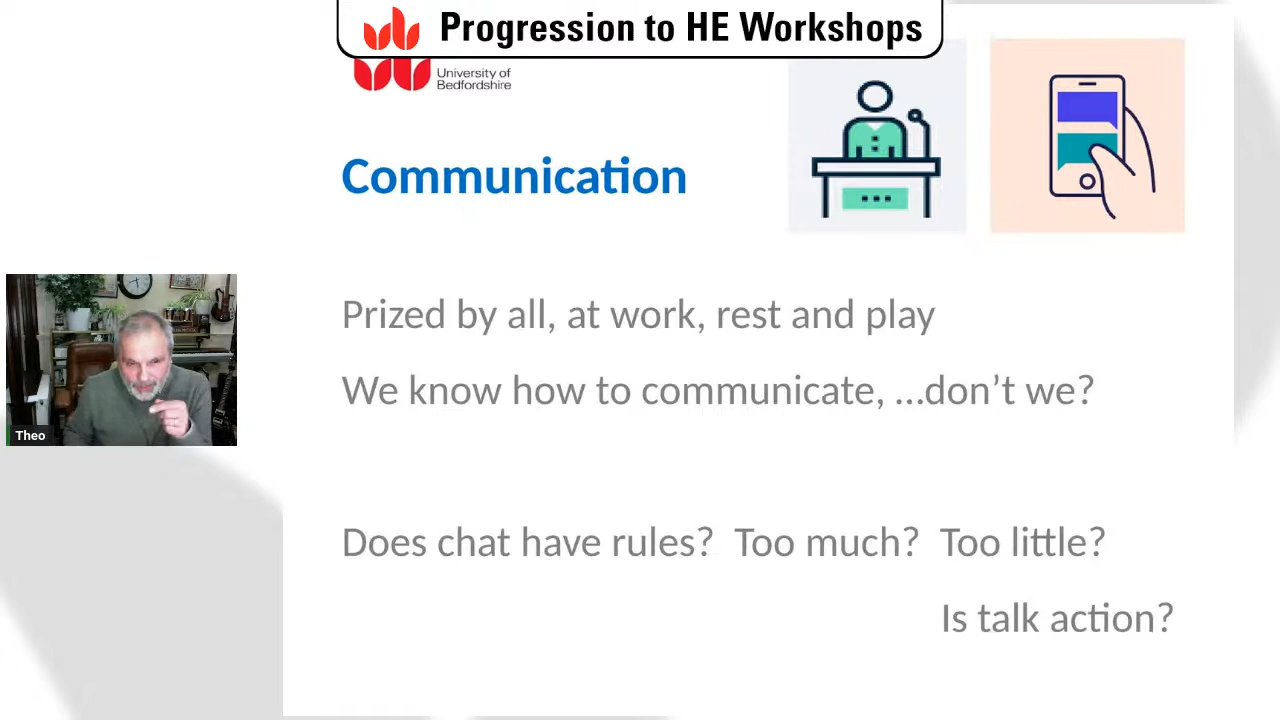 Progression to HE Workshops
University of
Bedfordshire
Communication
Prized by all, at work, rest and play
We know how to communicate, ...don't we?
Theo
Does chat have rules? Too much? Too little?
Is talk action?